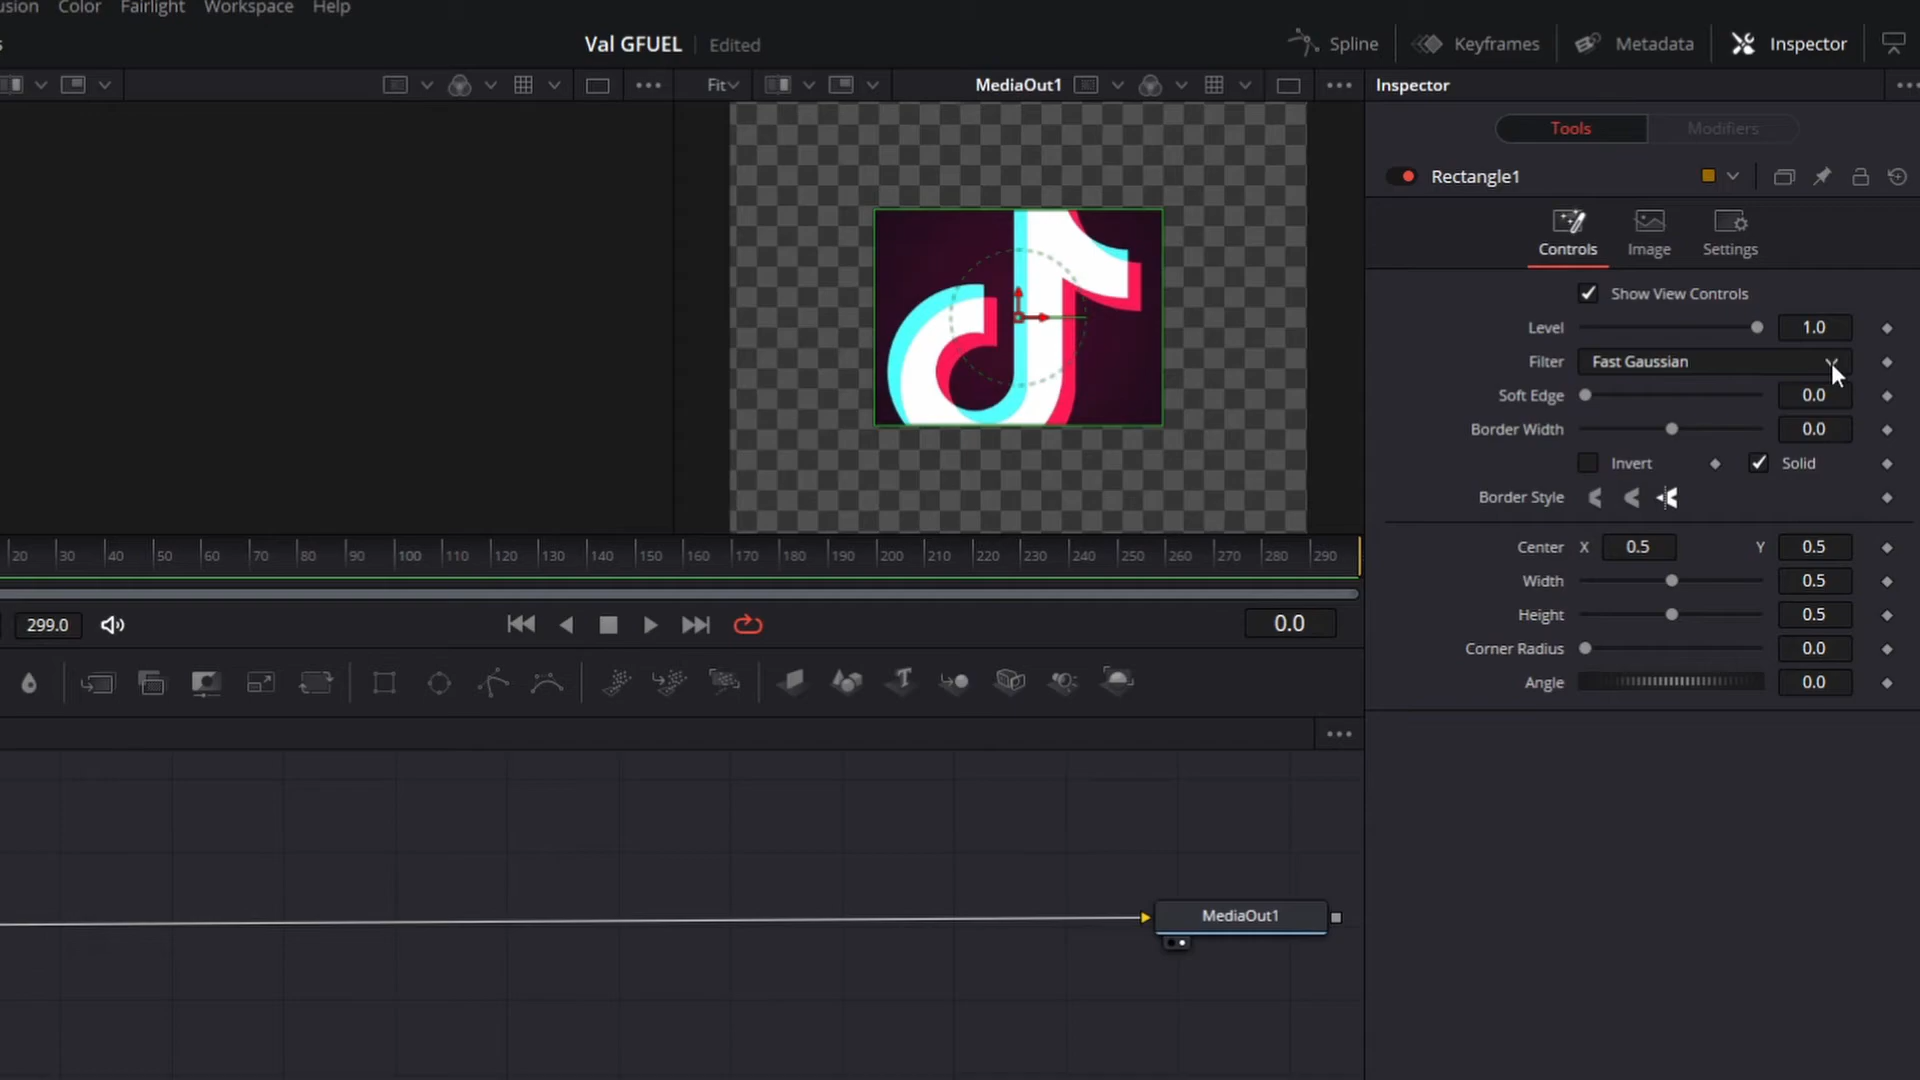 usion Color Fairlight Workspace Help
s Val GFUEL Edited Spline Keyframes Metadata Inspector
Fit MediaOut1 Inspector
Tools Modifiers
Rectangle1
Controls Image Settings
Show View Controls
Level 1.0
Filter Fast Gaussian
Soft Edge 0.0
Border Width 0.0
Invert Solid
Border Style
Center X 0.5 Y 0.5
Width 0.5
Height 0.5
Corner Radius 0.0
Angle 0.0
20 30 40 50 60 70 80 90 100 110 120 130 140 150 160 170 180 190 200 210 220 230 240 250 260 270 280 290
299.0 0.0
MediaOut1